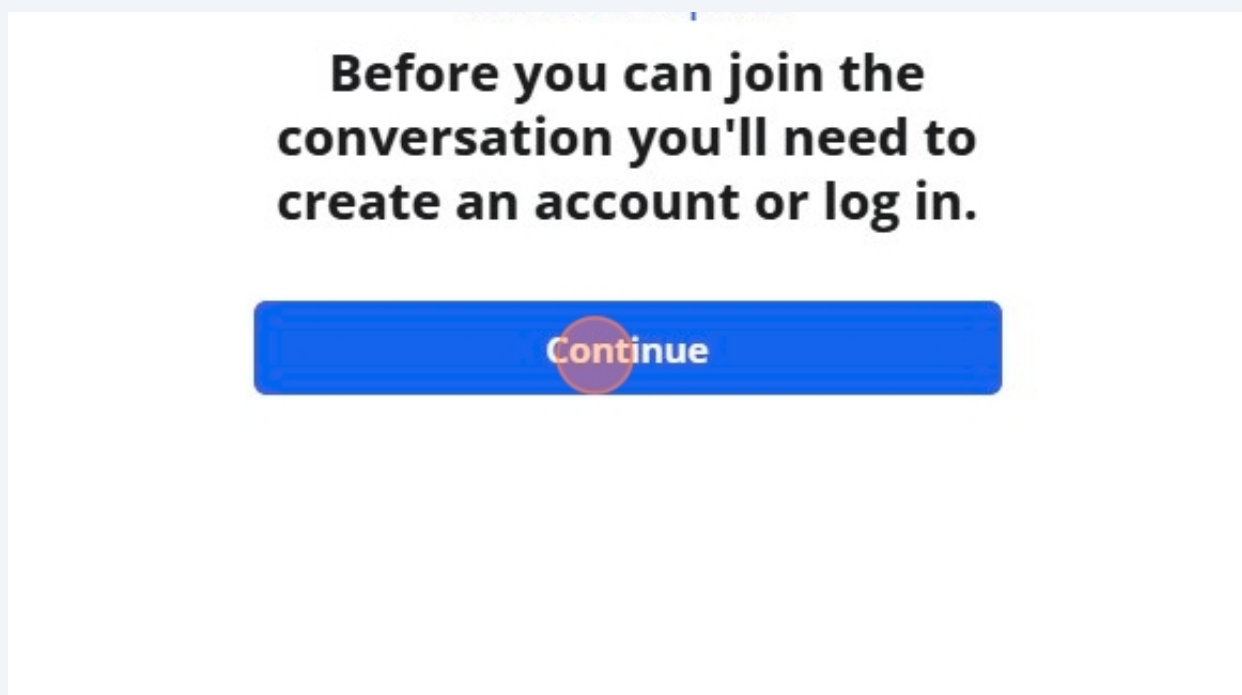 Before you can join the
conversation you'll need to
create an account or log in.
Continue